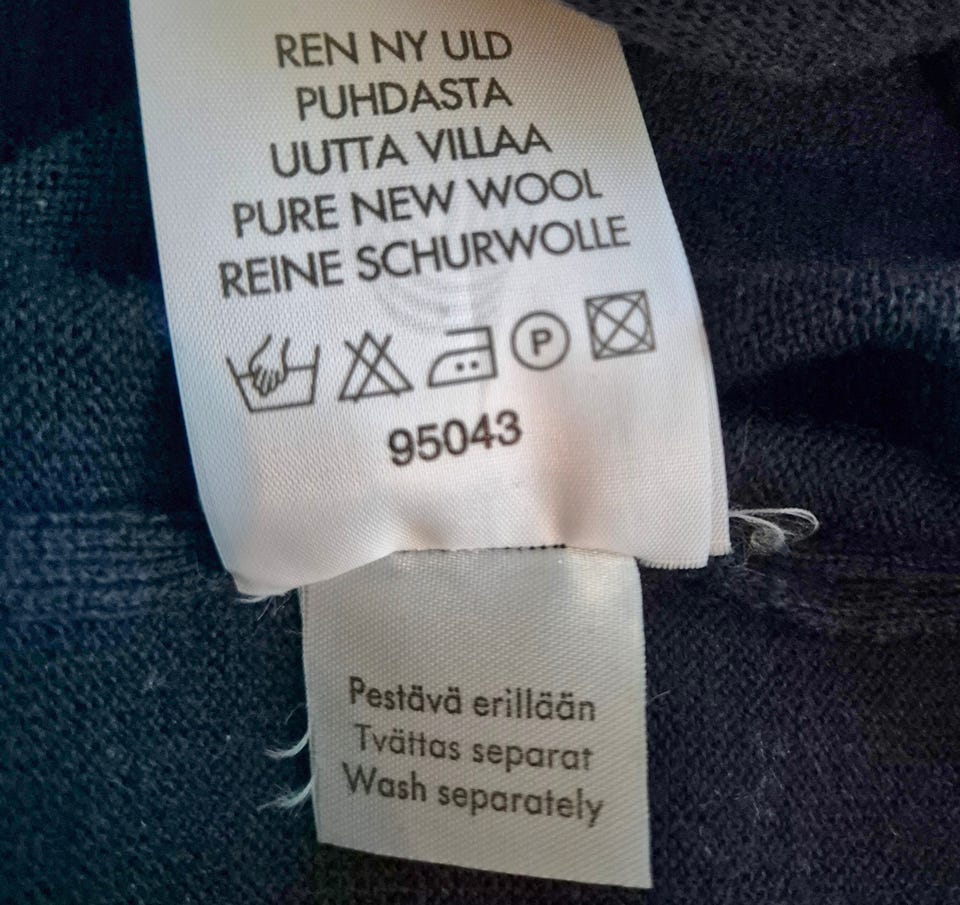 REN NY ULD
PUHDASTA
UUTTA VILLAA
PURE NEW WOOL
REINE SCHURWOLLE
P
95043
Pestävä erillään
Tvättas separat
Wash separately